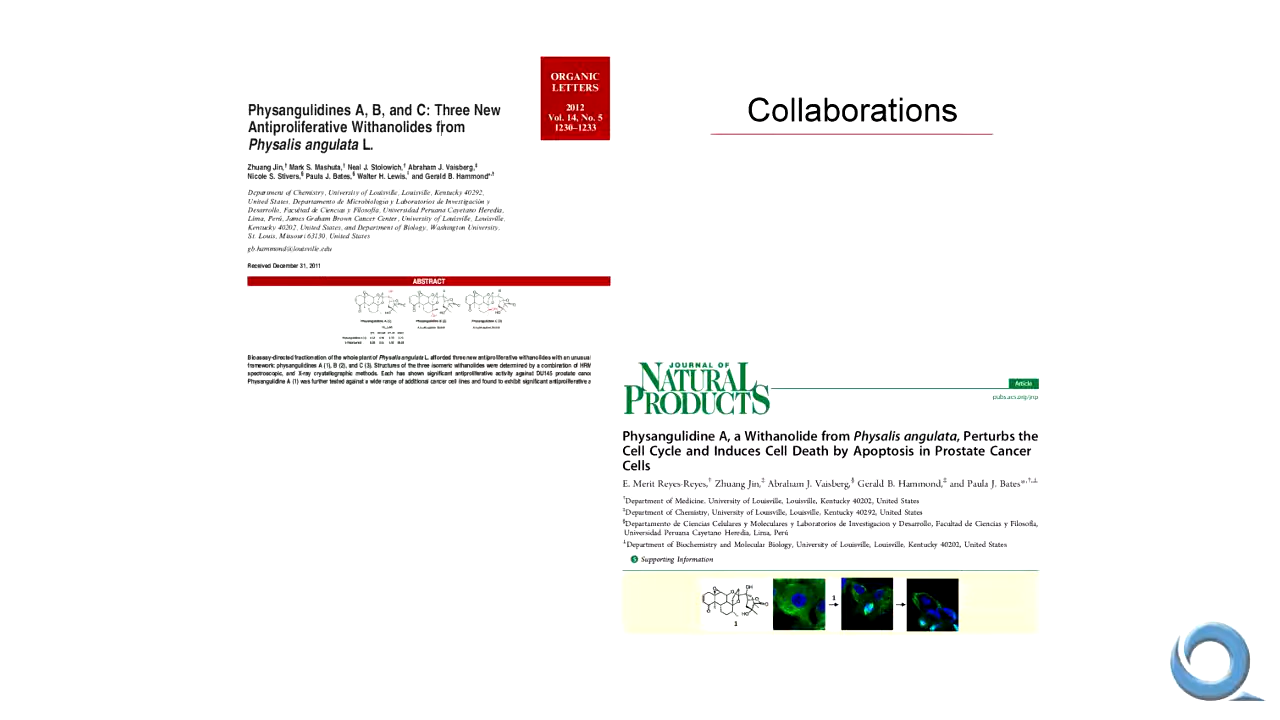 ORGANIC
LETTERS
2012
Vol. 14, No. 5
1230–1233
Physangulidines A, B, and C: Three New
Antiproliferative Withanolides from
Physalis angulata L.
Zhuang Jin,† Mark S. Mashuta,† Neal J. Stolowich,† Abraham J. Vaisberg,‡
Nicole S. Stivers,§ Paula J. Bates,§ Walter H. Lewis,¦ and Gerald B. Hammond*,†
Department of Chemistry, University of Louisville, Louisville, Kentucky 40292,
United States, Departamento de Microbiologia y Laboratorios de Investigación y
Desarrollo, Facultad de Ciencias y Filosofía, Universidad Peruana Cayetano Heredia,
Lima, Perú, James Graham Brown Cancer Center, University of Louisville, Louisville,
Kentucky 40202, United States, and Department of Biology, Washington University,
St. Louis, Missouri 63130, United States
gb.hammond@louisville.edu
Received December 31, 2011
ABSTRACT
Physangulidine A (1)
Physangulidine B (2)
Physangulidine C (3)
Bioassay-directed fractionation of the whole plant of Physalis angulata L. afforded three new antiproliferative withanolides with an unusual
framework: physangulidines A (1), B (2), and C (3). Structures of the three isomeric withanolides were determined by a combination of HRM
spectroscopic, and X-ray crystallographic methods. Each has shown significant antiproliferative activity against DU145 prostate canc
Physangulidine A (1) was further tested against a wide range of additional cancer cell lines and found to exhibit significant antiproliferative a
Collaborations
JOURNAL OF
NATURAL
PRODUCTS
Article
pubs.acs.org/jnp
Physangulidine A, a Withanolide from Physalis angulata, Perturbs the
Cell Cycle and Induces Cell Death by Apoptosis in Prostate Cancer
Cells
E. Merit Reyes-Reyes,† Zhuang Jin,‡ Abraham J. Vaisberg,§ Gerald B. Hammond,‡ and Paula J. Bates*,†,⊥
†Department of Medicine, University of Louisville, Louisville, Kentucky 40202, United States
‡Department of Chemistry, University of Louisville, Louisville, Kentucky 40292, United States
§Departamento de Ciencias Celulares y Moleculares y Laboratorios de Investigacion y Desarrollo, Facultad de Ciencias y Filosofia,
Universidad Peruana Cayetano Heredia, Lima, Perú
⊥Department of Biochemistry and Molecular Biology, University of Louisville, Louisville, Kentucky 40202, United States
S Supporting Information
OH
HO
1
1